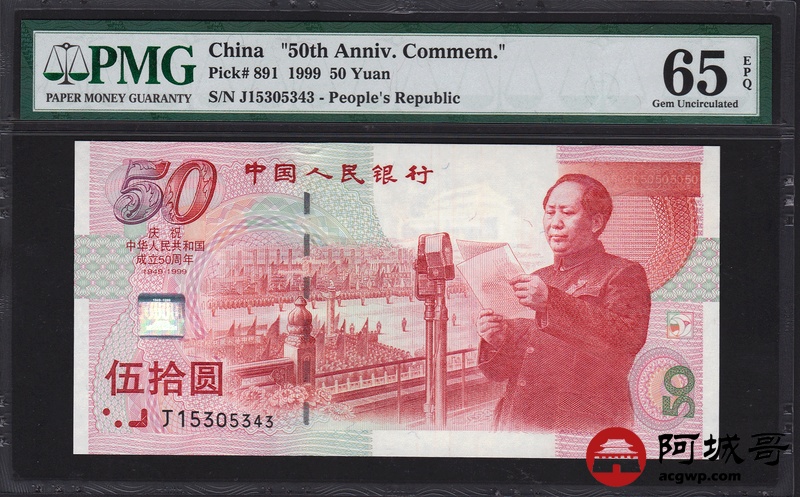 PMG
PAPER MONEY GUARANTY
China "50th Anniv. Commem."
Pick# 891 1999 50 Yuan
S/N J15305343 - People's Republic
65
EPQ
Gem Uncirculated
50
中国人民银行
庆祝
中华人民共和国
成立50周年
1949-1999
伍拾圆
J15305343
50
阿城哥
acgwp.com